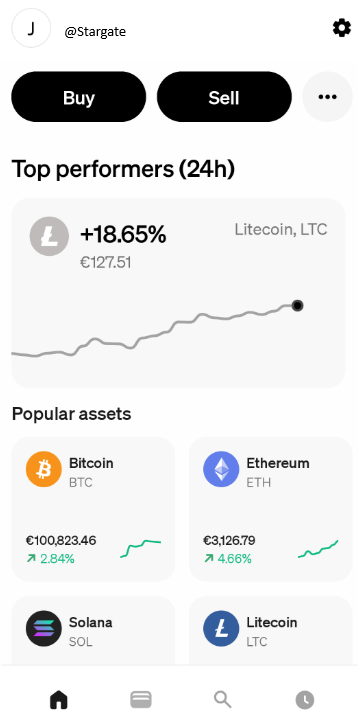 J
@Stargate
Buy
Sell
Top performers (24h)
+18.65%
Litecoin, LTC
€127.51
Popular assets
Bitcoin
BTC
€100,823.46
2.84%
Ethereum
ETH
€3,126.79
4.66%
Solana
SOL
Litecoin
LTC